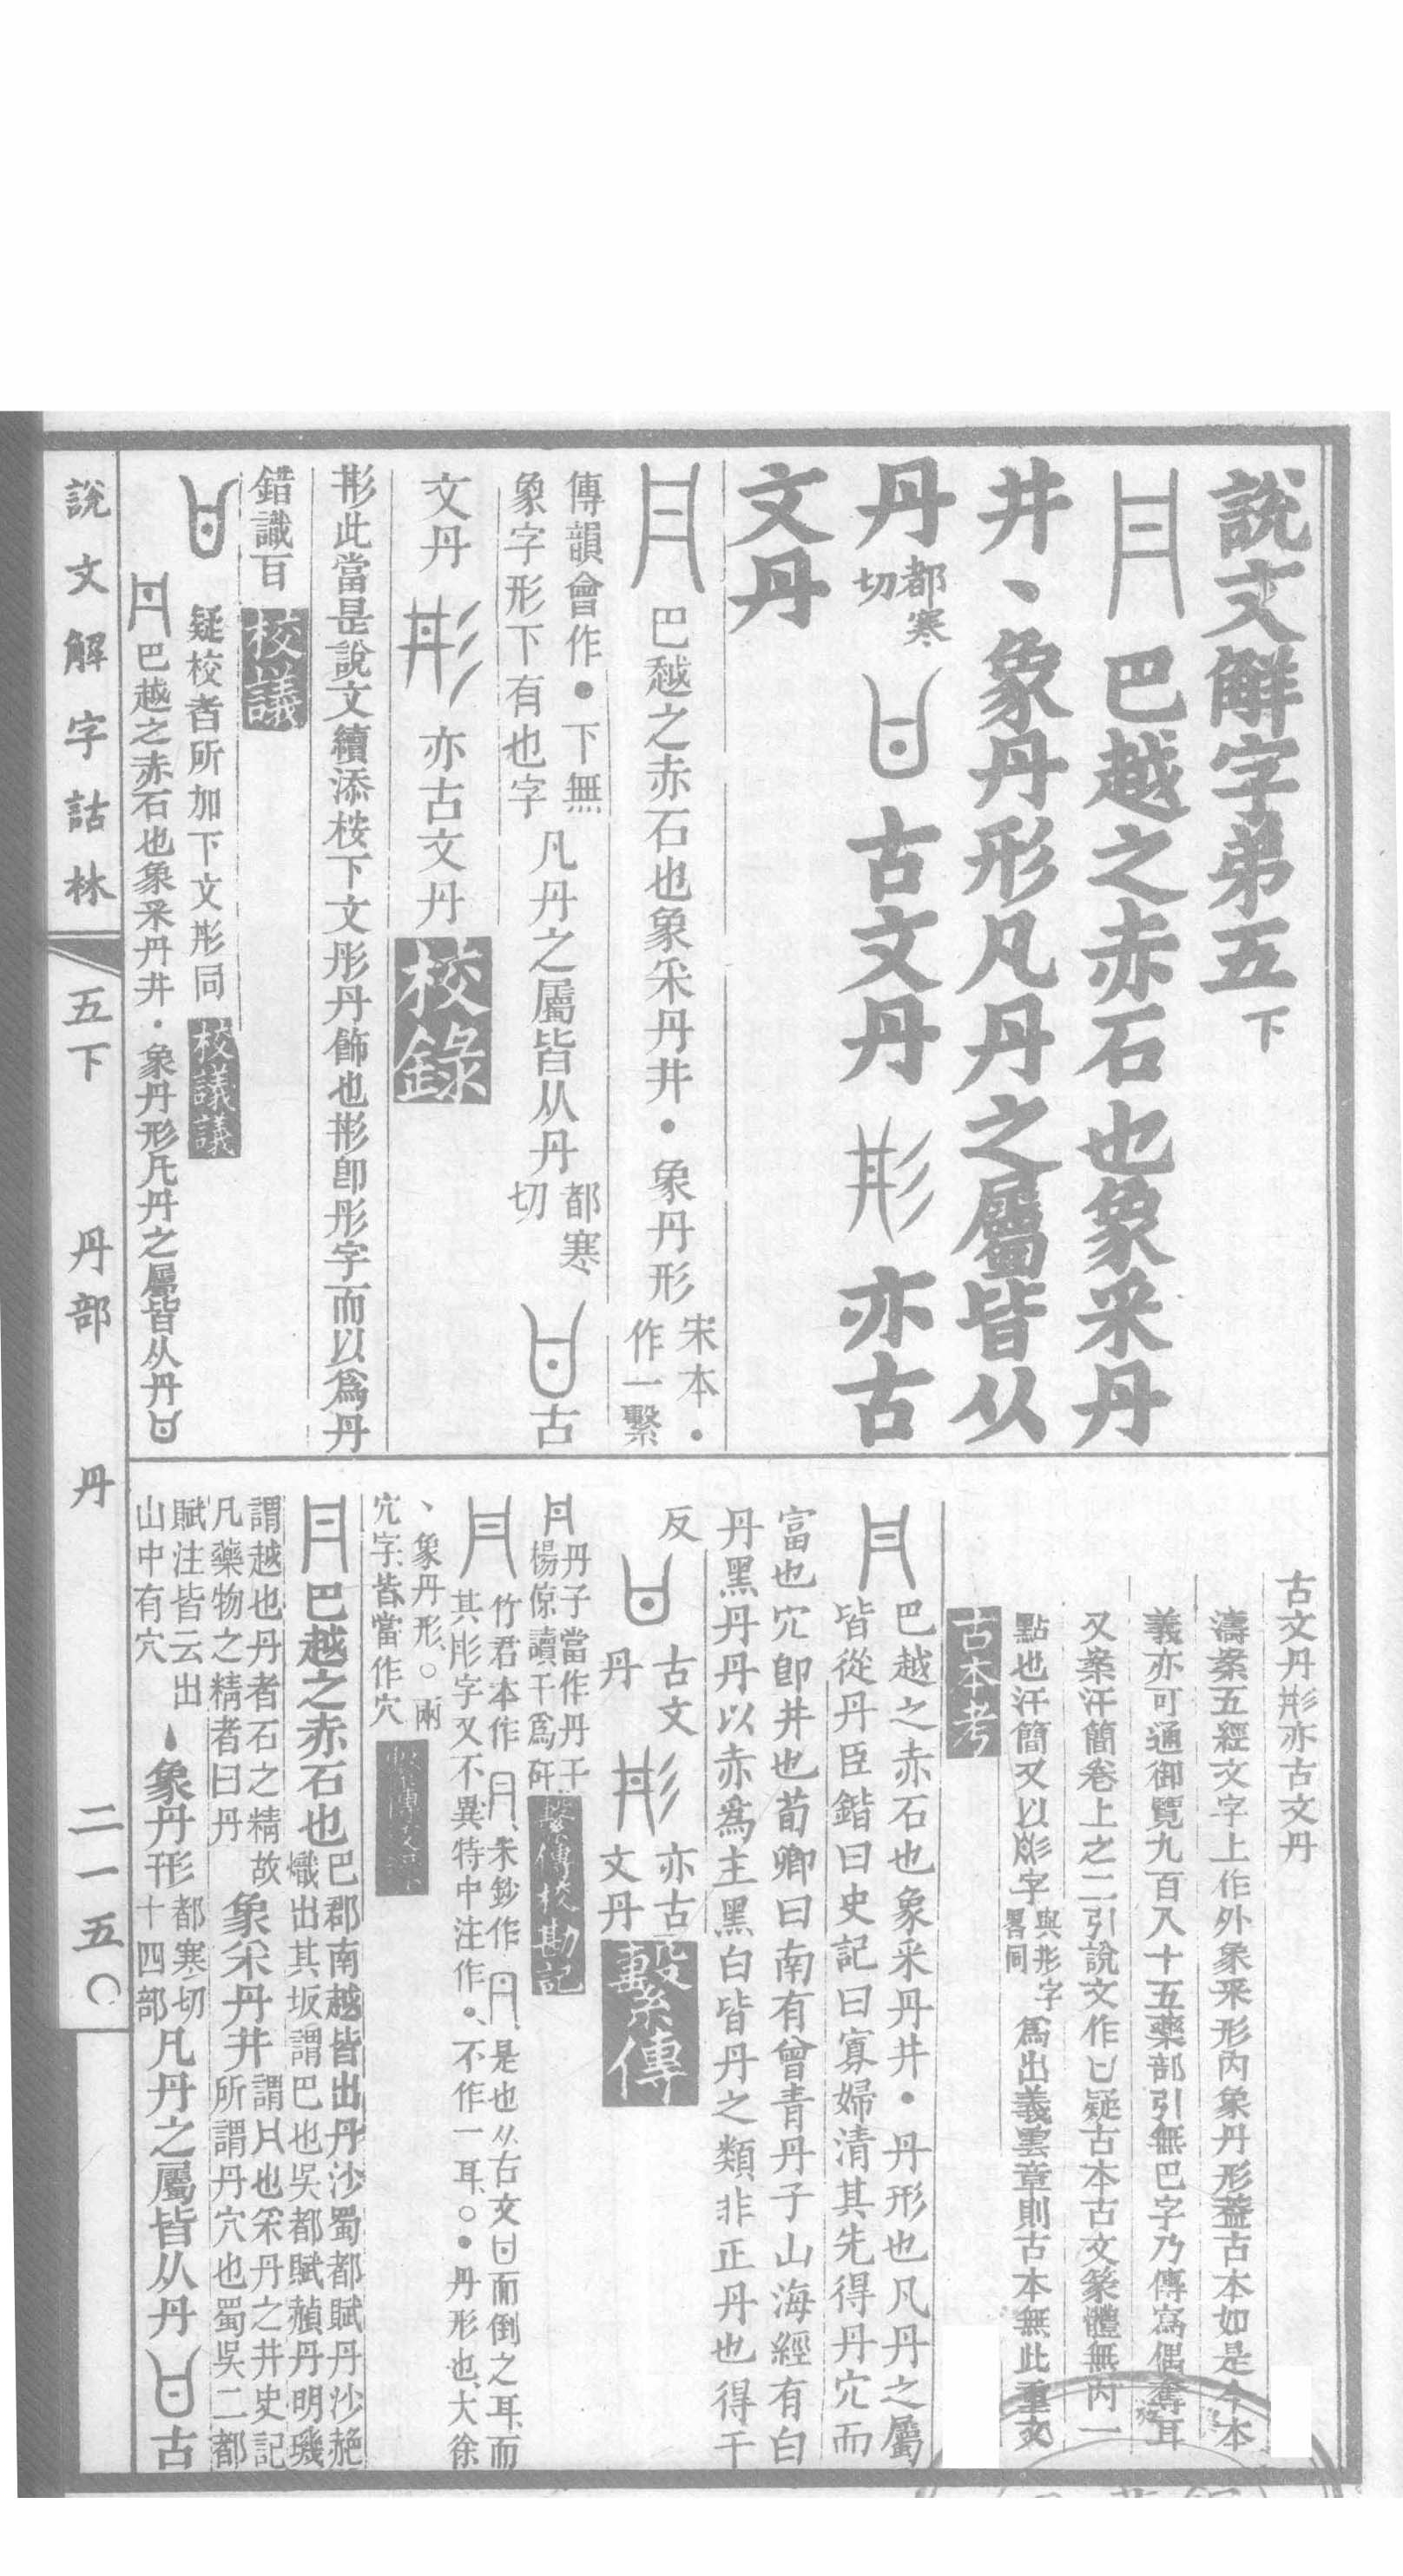 說文解字弟五下
巴越之赤石也象采丹
井、象丹形凡丹之屬皆从
丹都寒切 古文丹 亦古
文丹
巴越之赤石也象采丹井・象丹形宋本・作一繫
傳韻會作●下無象字形下有也字凡丹之屬皆从丹都寒切 古
文丹 亦古文丹 校錄
彬此當是說文續添桉下文彤丹飾也彬卽彤字而以爲丹
錯識百 校議
疑校者所加下文彤同 校議議
巴越之赤石也象采丹井・象丹形凡丹之屬皆从丹
古文丹亦古文丹
濤案五經文字上作外象采形內象丹形蓋古本如是今本
義亦可通御覽九百八十五藥部引無巴字乃傳寫偶奪耳
又案汗簡卷上之二引說文作 疑古本古文篆體無內一
點也汗簡又以 字與形字畧同爲出義雲章則古本無此重文
古本考
巴越之赤石也象采丹井・丹形也凡丹之屬
皆從丹臣鍇曰史記曰寡婦清其先得丹穴而
富也穴卽井也荀卿曰南有曾青丹子山海經有白
丹黑丹丹以赤爲主黑白皆丹之類非正丹也得干
反 古文丹 亦古文丹 繫傳
丹子當作丹干楊倞讀干爲矸 繫傳校勘記
竹君本作 朱鈔作 是也从古文 而倒之耳而
其彤字又不異特中注作●不作一耳○●丹形也大徐
、象丹形○兩
穴字皆當作穴
巴越之赤石也巴郡南越皆出丹沙蜀都賦丹沙赩熾出其坂謂巴也吳都賦赬丹明璣
謂越也丹者石之精故凡藥物之精者曰丹象采丹井謂 也采丹之井史記所謂丹穴也蜀吳二都
賦注皆云出山中有穴、象丹形都寒切十四部凡丹之屬皆从丹 古
說文解字詁林
五下
丹部
丹
二一五〇